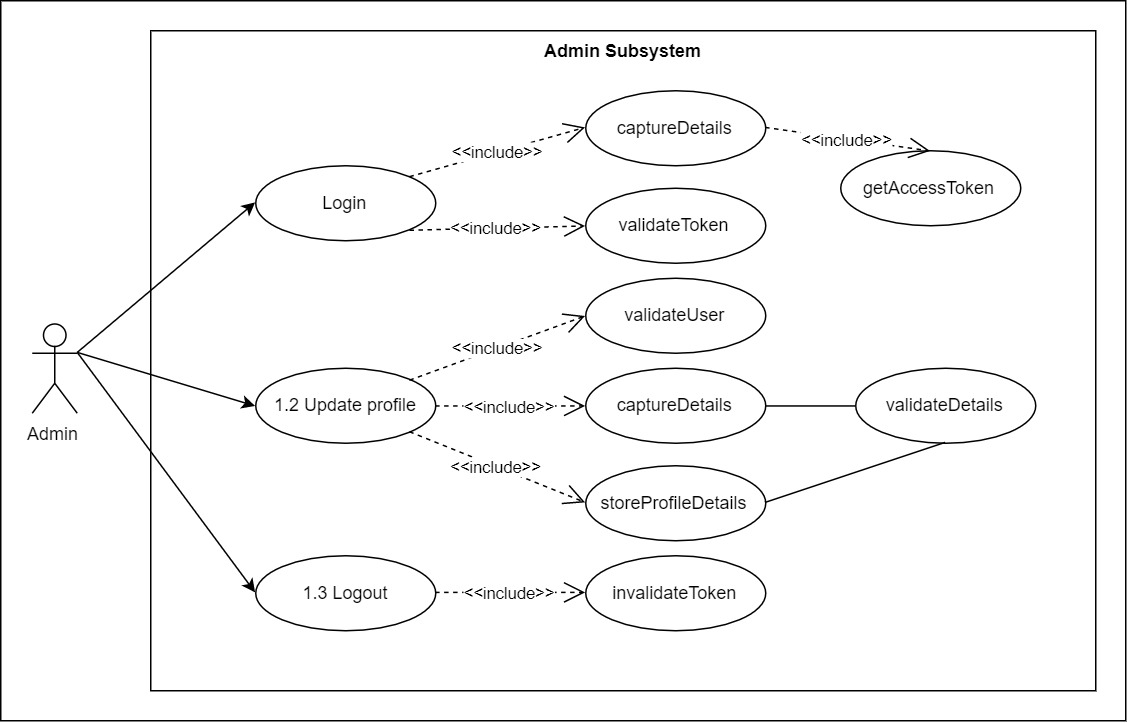 Admin Subsystem
captureDetails
<<include>>
<<include>>
getAccessToken
Login
validateToken
<<include>>
validateUser
<<include>>
Admin
1.2 Update profile
<<include>>
captureDetails
validateDetails
<<include>>
storeProfileDetails
1.3 Logout
<<include>>
invalidateToken